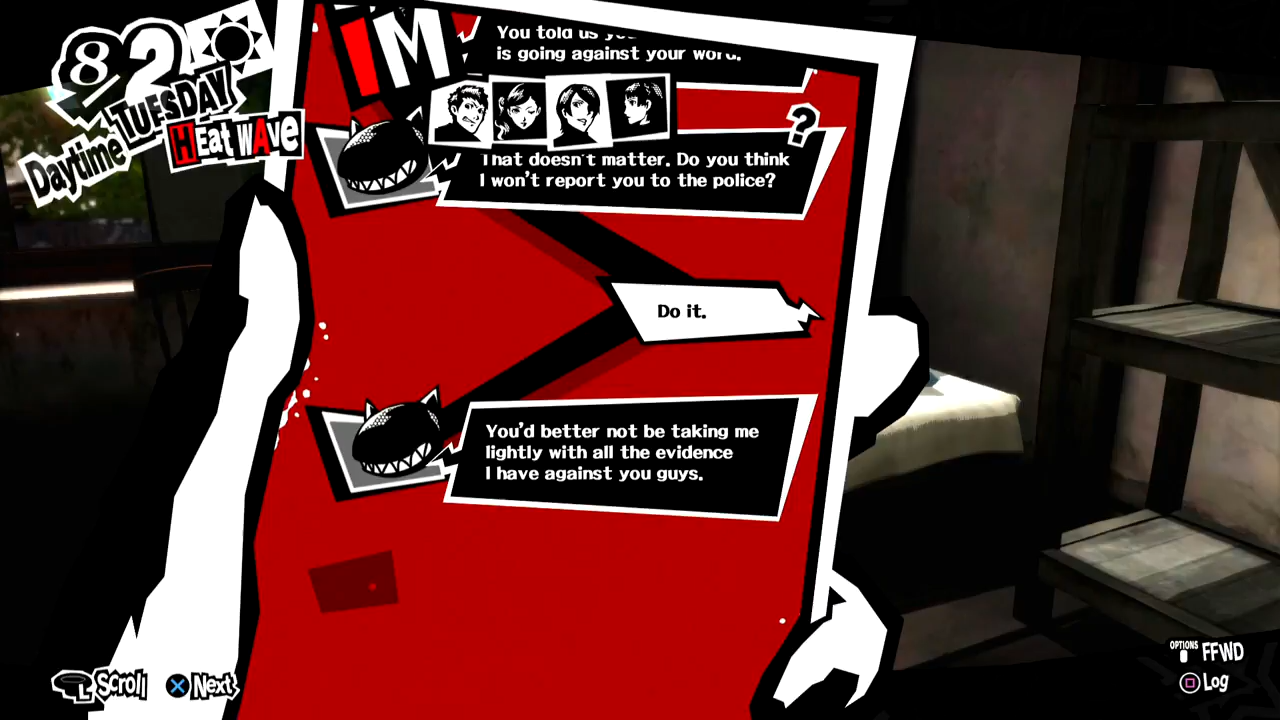 8/2
TUESDAY
Daytime
HEat wAve
IM
You told us
is going against your word.
?
That doesn't matter. Do you think
I won't report you to the police?
Do it.
You'd better not be taking me
lightly with all the evidence
I have against you guys.
L Scroll
Next
OPTIONS FFWD
Log